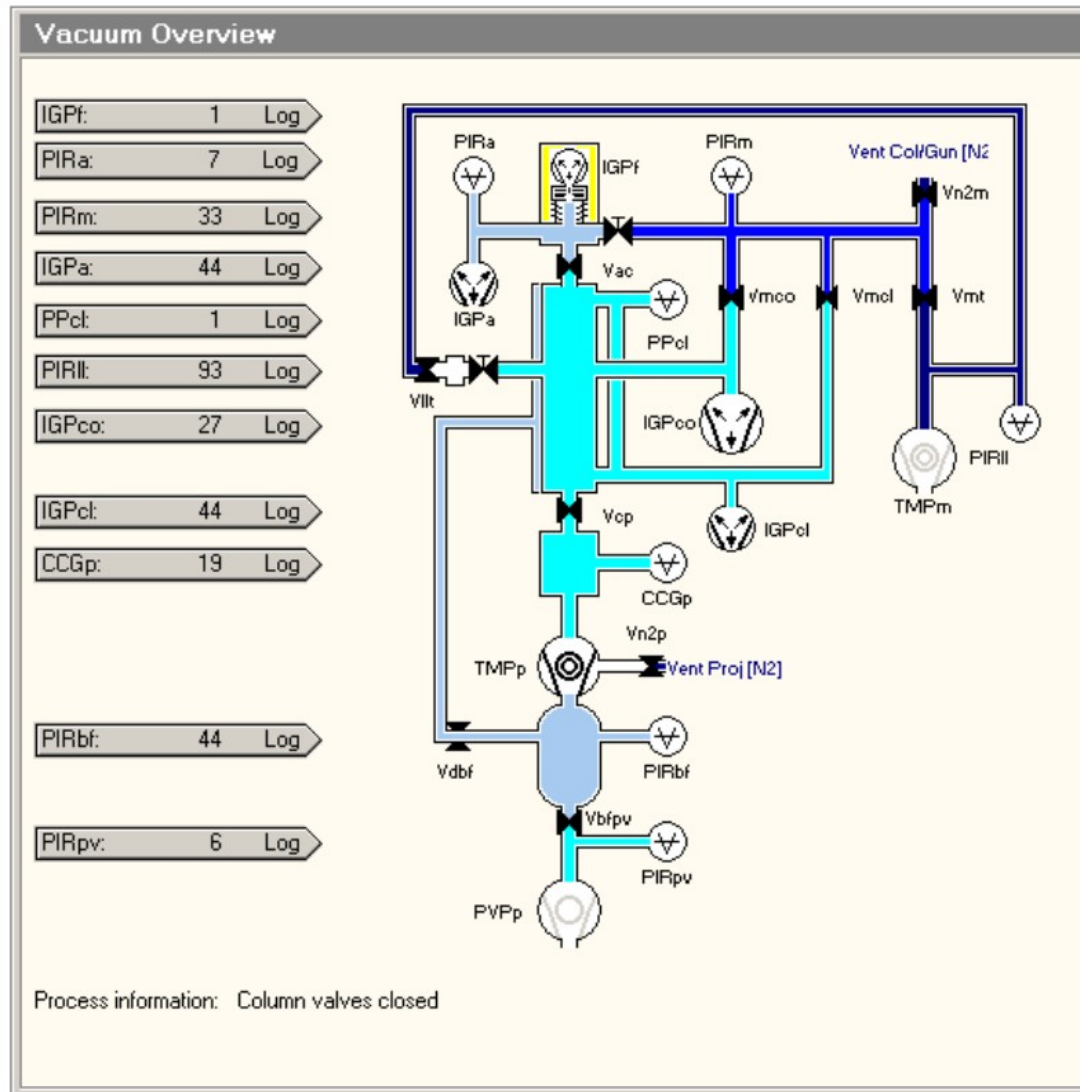 Vacuum Overview
IGPf: 1 Log
PIRa: 7 Log
PIRm: 33 Log
IGPa: 44 Log
PPcl: 1 Log
PIRll: 93 Log
IGPco: 27 Log
IGPcl: 44 Log
CCGp: 19 Log
PIRbf: 44 Log
PIRpv: 6 Log
PIRa
IGPf
PIRm
Vent Col/Gun [N2
Vn2m
Vac
IGPa
PPcl
Vmco
Vmcl
Vmt
Vllt
IGPco
PIRll
TMPm
Vcp
IGPcl
CCGp
Vn2p
TMPp
Vent Proj [N2]
Vdbf
PIRbf
Vbfpv
PIRpv
PVPp
Process information: Column valves closed